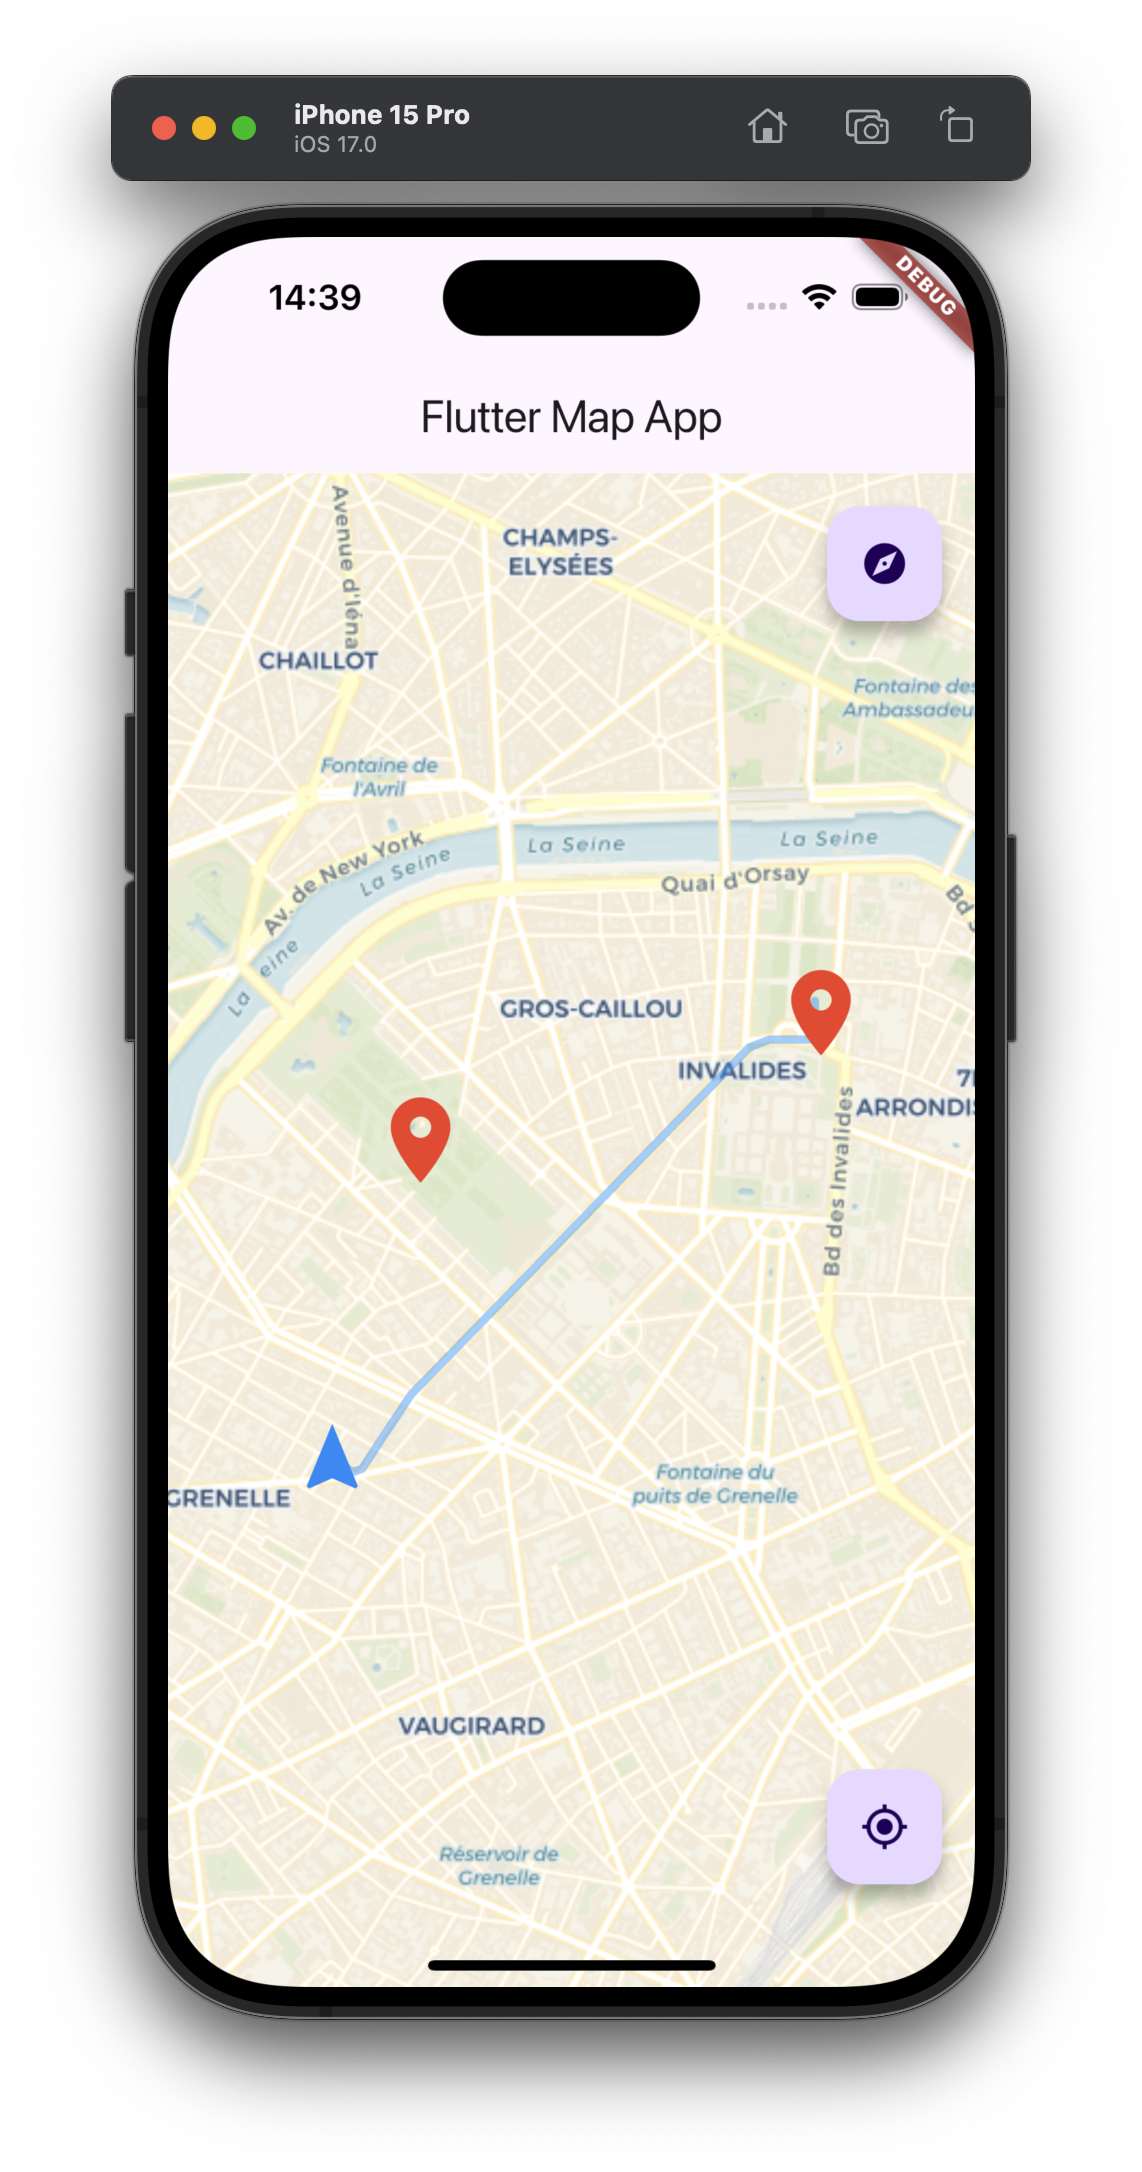 iPhone 15 Pro
iOS 17.0
14:39
DEBUG
Flutter Map App
Avenue d'Iéna
CHAMPS-
ELYSÉES
CHAILLOT
Fontaine des
Ambassadeu
Fontaine de
l'Avril
Av. de New York
La Seine
La Seine
La Seine
Quai d'Orsay
Bd
La Seine
GROS-CAILLOU
INVALIDES
ARRONDIS
Bd des Invalides
GRENELLE
Fontaine du
puits de Grenelle
VAUGIRARD
Réservoir de
Grenelle